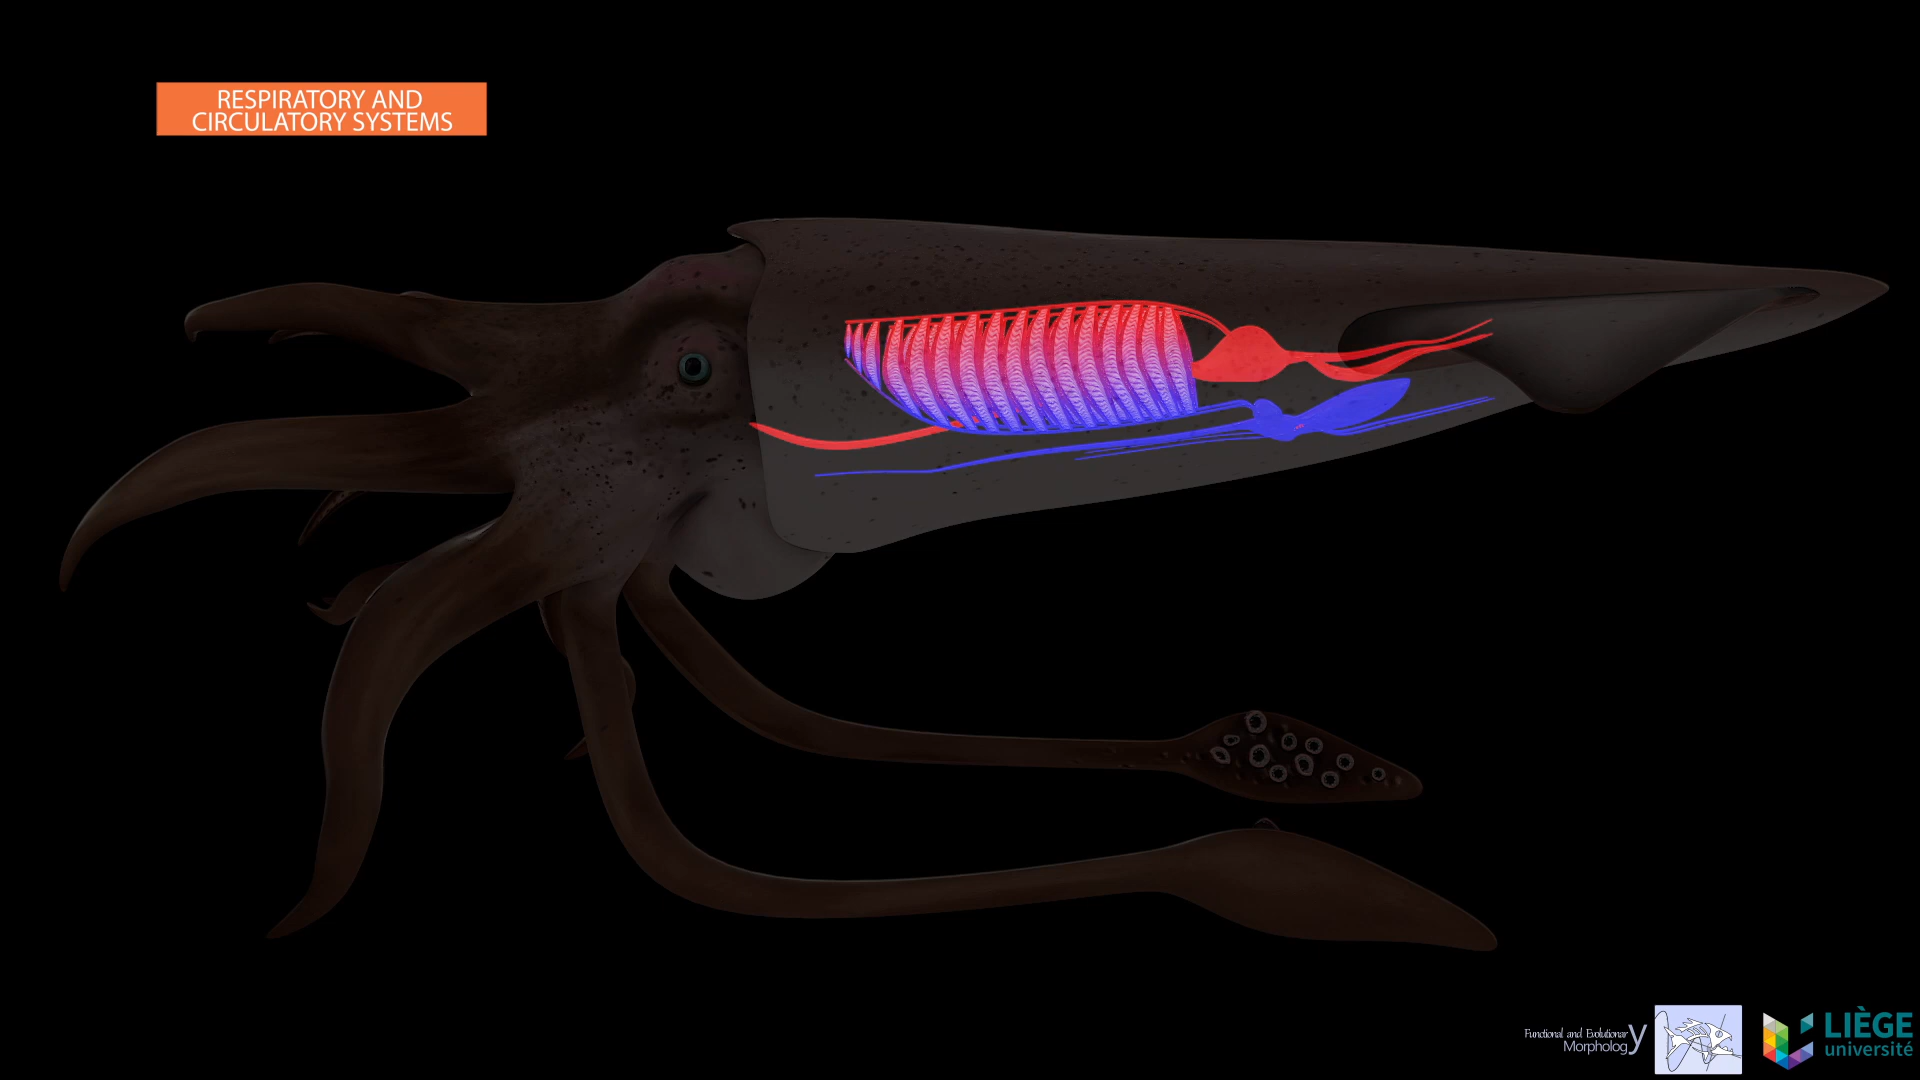 RESPIRATORY AND
CIRCULATORY SYSTEMS
Functional and Evolutionary
Morphology
LIÈGE
université